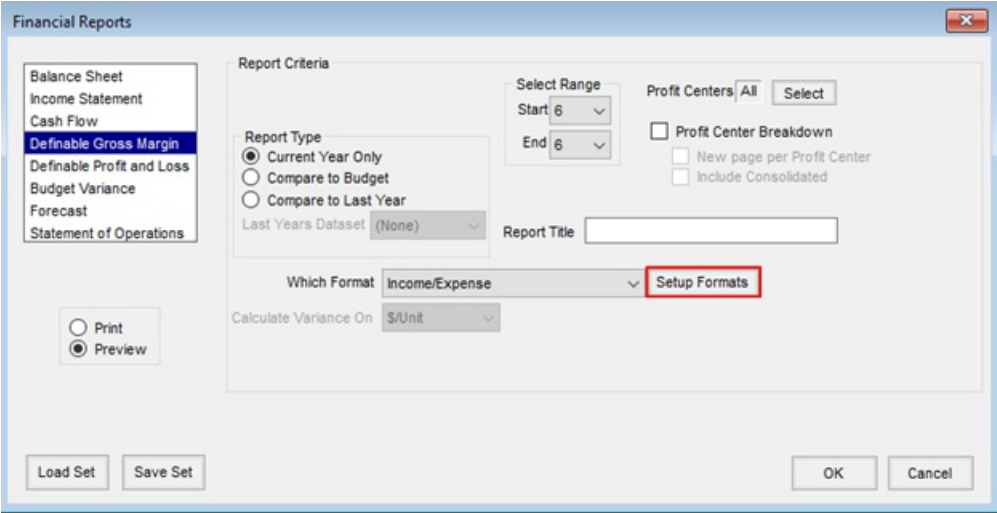 Financial Reports
Balance Sheet
Income Statement
Cash Flow
Definable Gross Margin
Definable Profit and Loss
Budget Variance
Forecast
Statement of Operations
Print
Preview
Report Criteria
Report Type
Current Year Only
Compare to Budget
Compare to Last Year
Last Years Dataset (None)
Select Range
Start 6
End 6
Profit Centers All Select
Profit Center Breakdown
New page per Profit Center
Include Consolidated
Report Title
Which Format Income/Expense Setup Formats
Calculate Variance On $/Unit
Load Set Save Set OK Cancel